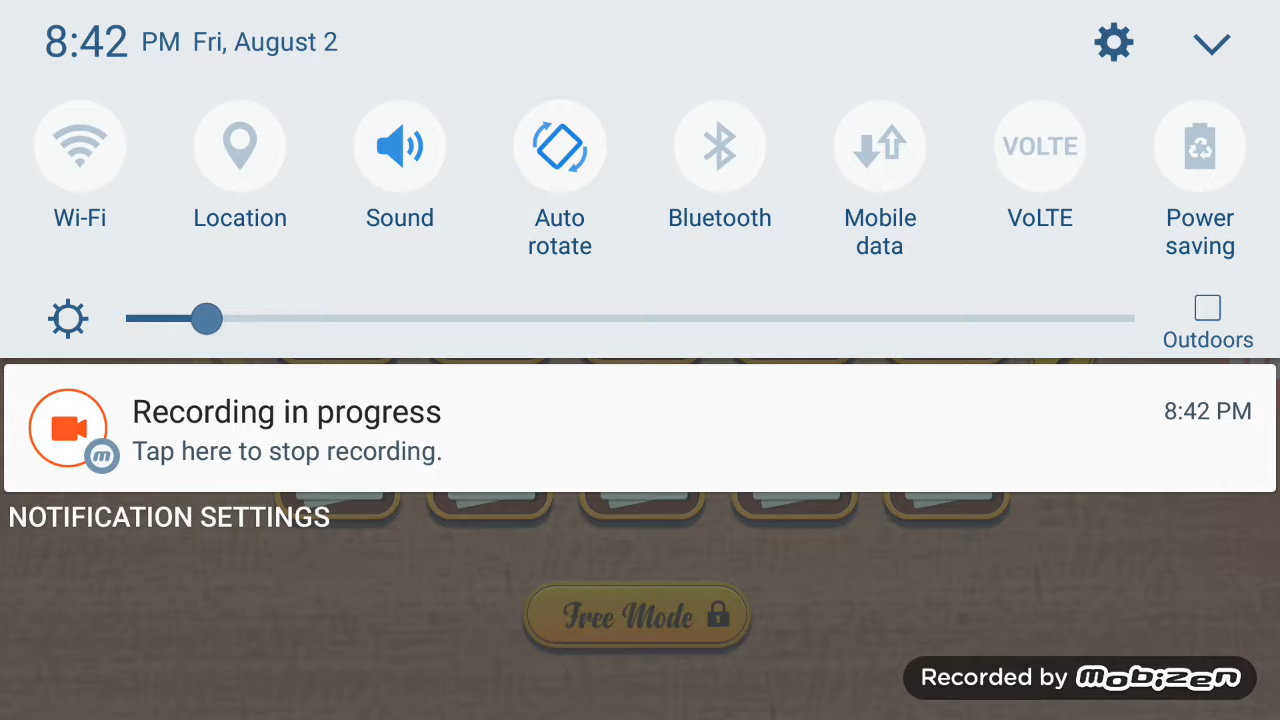 8:42 PM Fri, August 2
VOLTE
Wi-Fi Location Sound Auto rotate Bluetooth Mobile data VoLTE Power saving
Outdoors
Recording in progress 8:42 PM
Tap here to stop recording.
m
NOTIFICATION SETTINGS
Free Mode
Recorded by mobizen